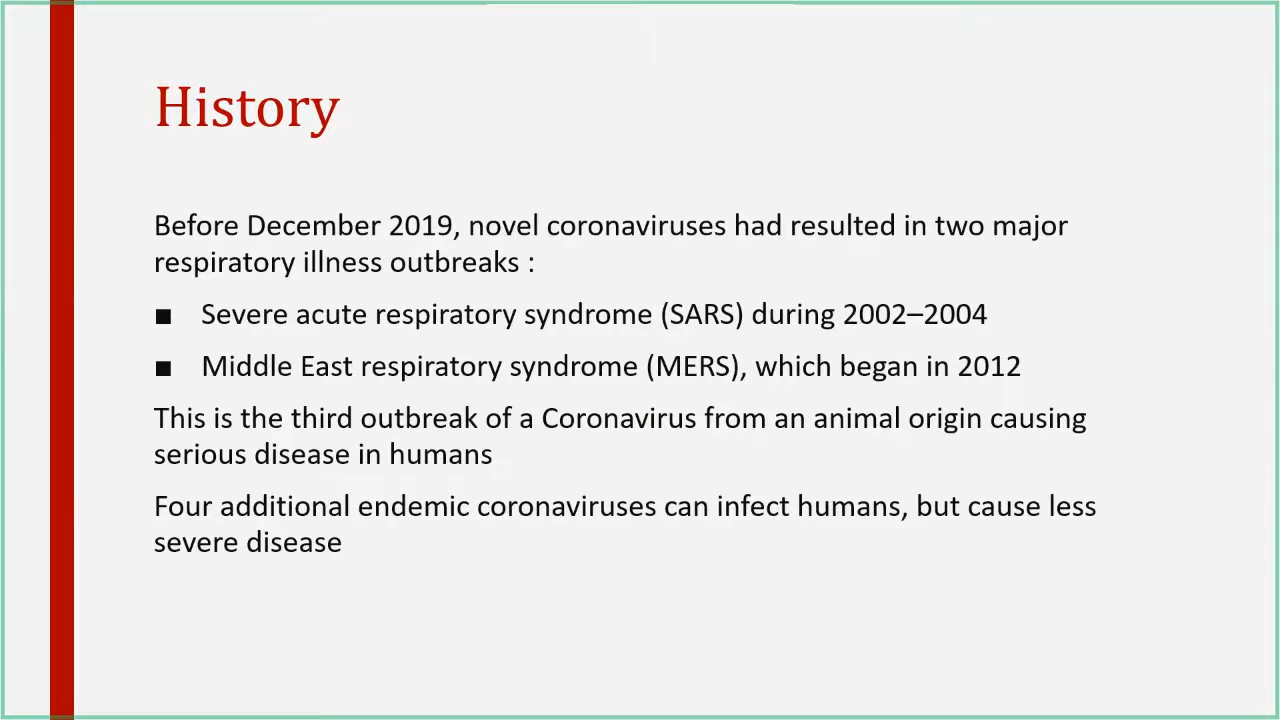 History
Before December 2019, novel coronaviruses had resulted in two major
respiratory illness outbreaks :
■ Severe acute respiratory syndrome (SARS) during 2002–2004
■ Middle East respiratory syndrome (MERS), which began in 2012
This is the third outbreak of a Coronavirus from an animal origin causing
serious disease in humans
Four additional endemic coronaviruses can infect humans, but cause less
severe disease